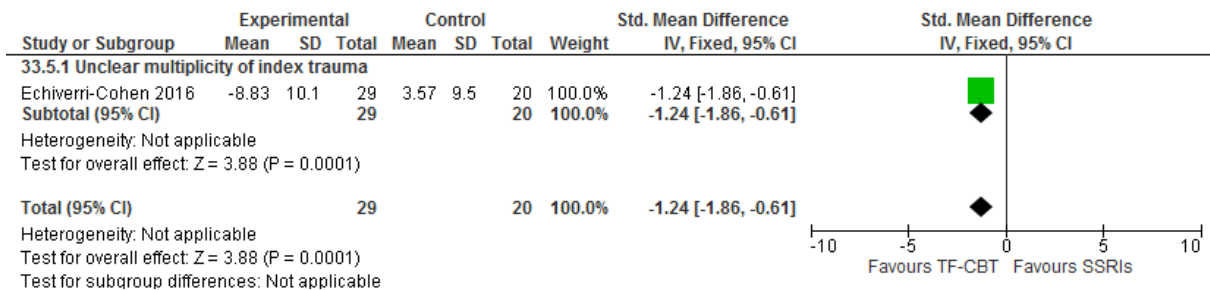 Experimental Control Std. Mean Difference Std. Mean Difference
Study or Subgroup Mean SD Total Mean SD Total Weight IV, Fixed, 95% CI IV, Fixed, 95% CI
33.5.1 Unclear multiplicity of index trauma
Echiverri-Cohen 2016 -8.83 10.1 29 3.57 9.5 20 100.0% -1.24 [-1.86, -0.61]
Subtotal (95% CI) 29 20 100.0% -1.24 [-1.86, -0.61]
Heterogeneity: Not applicable
Test for overall effect: Z = 3.88 (P = 0.0001)
Total (95% CI) 29 20 100.0% -1.24 [-1.86, -0.61]
Heterogeneity: Not applicable
Test for overall effect: Z = 3.88 (P = 0.0001)
Test for subgroup differences: Not applicable
-10 -5 0 5 10
Favours TF-CBT Favours SSRIs